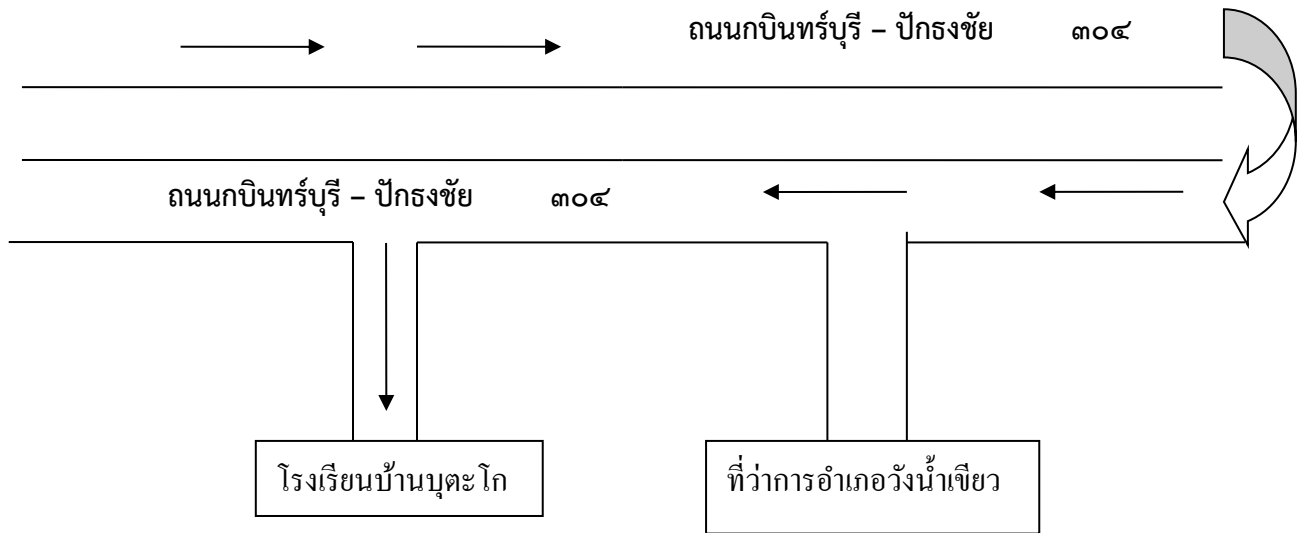 ถนนกบินทร์บุรี – ปักธงชัย ๓๐๔
ถนนกบินทร์บุรี – ปักธงชัย ๓๐๔
โรงเรียนบ้านบุตะโก
ที่ว่าการอำเภอวังน้ำเขียว